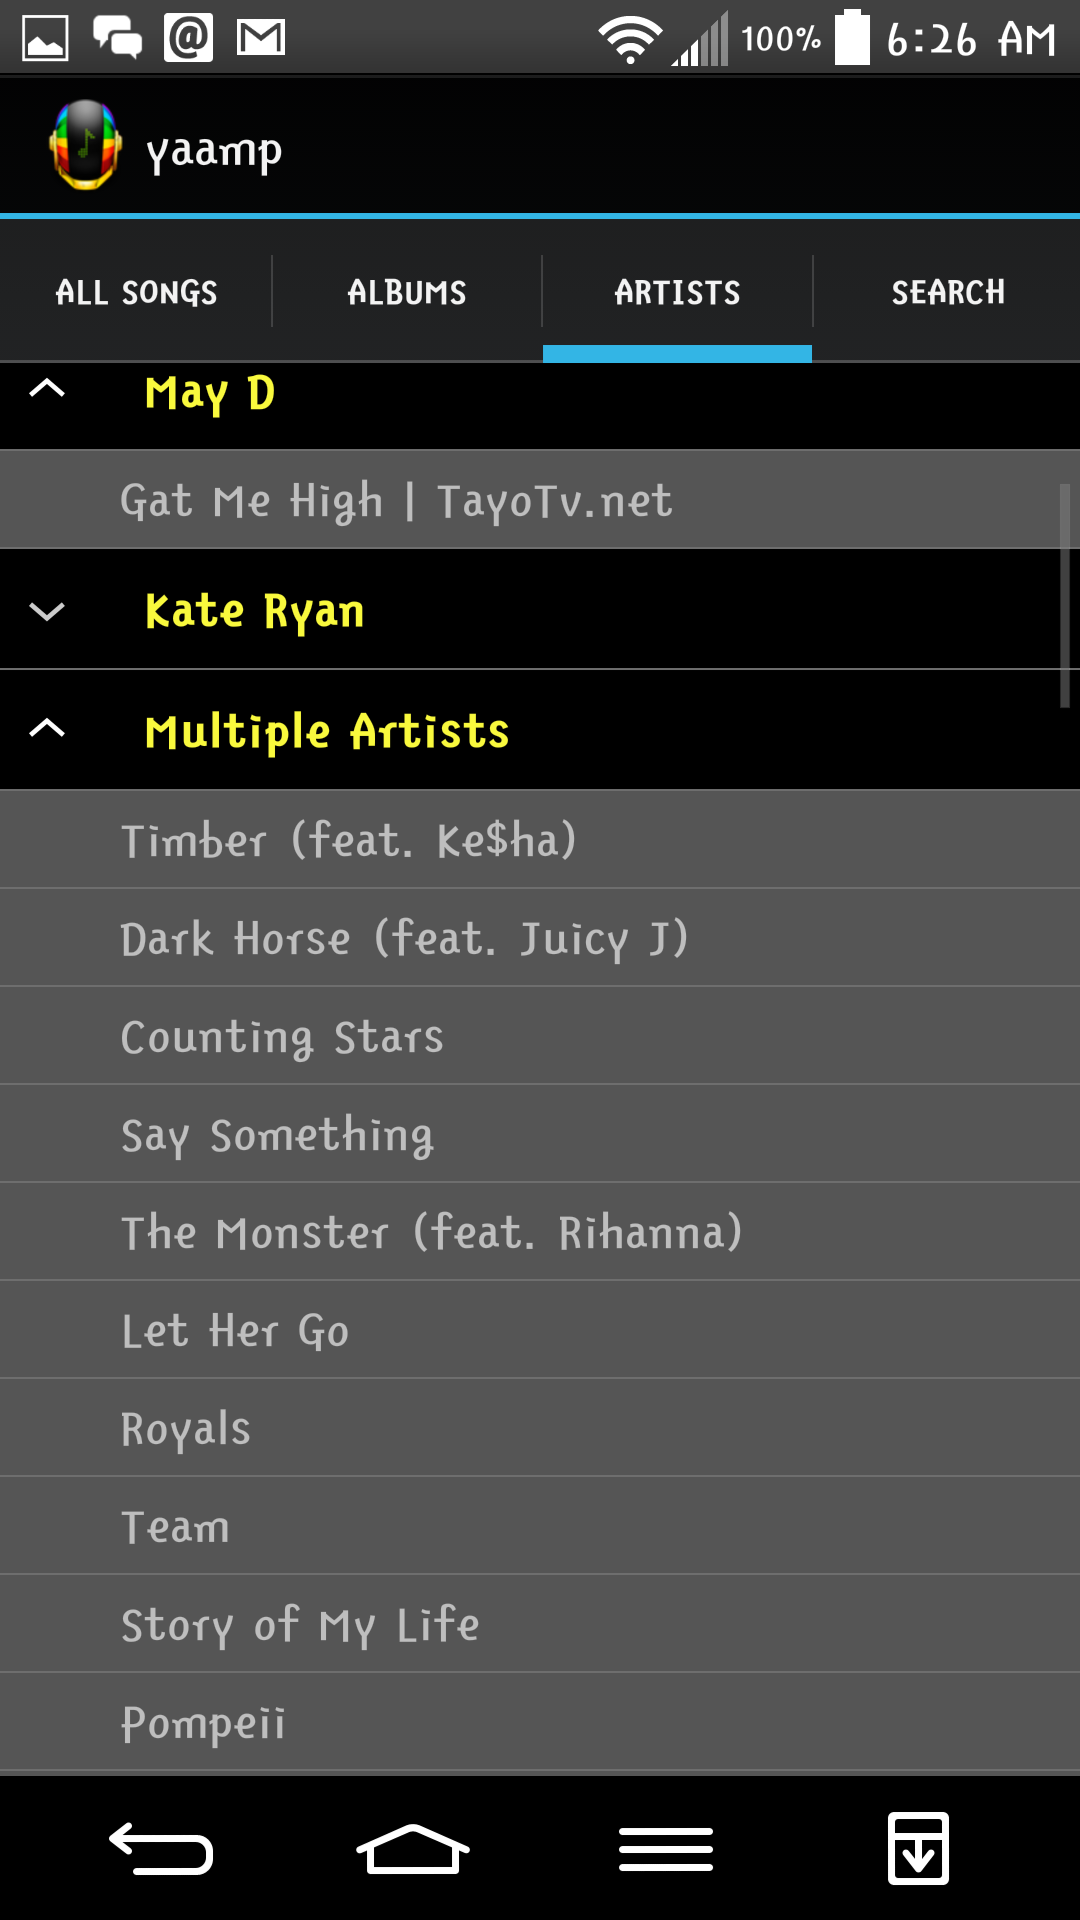 @ 100% 6:26 AM
yaamp
ALL SONGS ALBUMS ARTISTS SEARCH
May D
Gat Me High | TayoTv.net
Kate Ryan
Multiple Artists
Timber (feat. Ke$ha)
Dark Horse (feat. Juicy J)
Counting Stars
Say Something
The Monster (feat. Rihanna)
Let Her Go
Royals
Team
Story of My Life
Pompeii